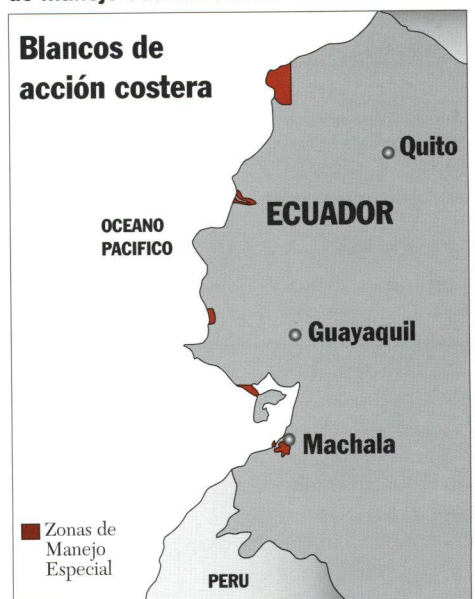 Blancos de
acción costera
Quito
ECUADOR
OCEANO
PACIFICO
Guayaquil
Machala
Zonas de
Manejo
Especial
PERU